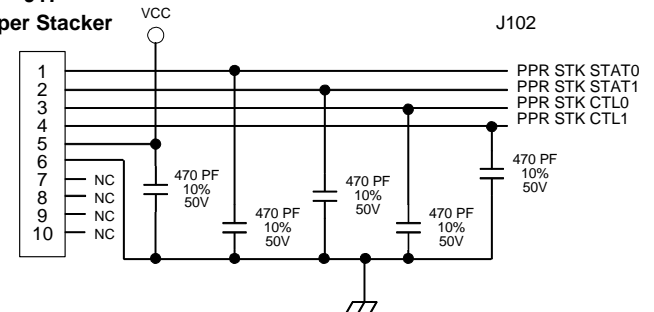 VCC
Stacker
J102
1
PPR STK STAT0
2
PPR STK STAT1
3
PPR STK CTL0
4
PPR STK CTL1
5
6
7 NC
8 NC
9 NC
10 NC
470 PF
10%
50V
470 PF
10%
50V
470 PF
10%
50V
470 PF
10%
50V
470 PF
10%
50V